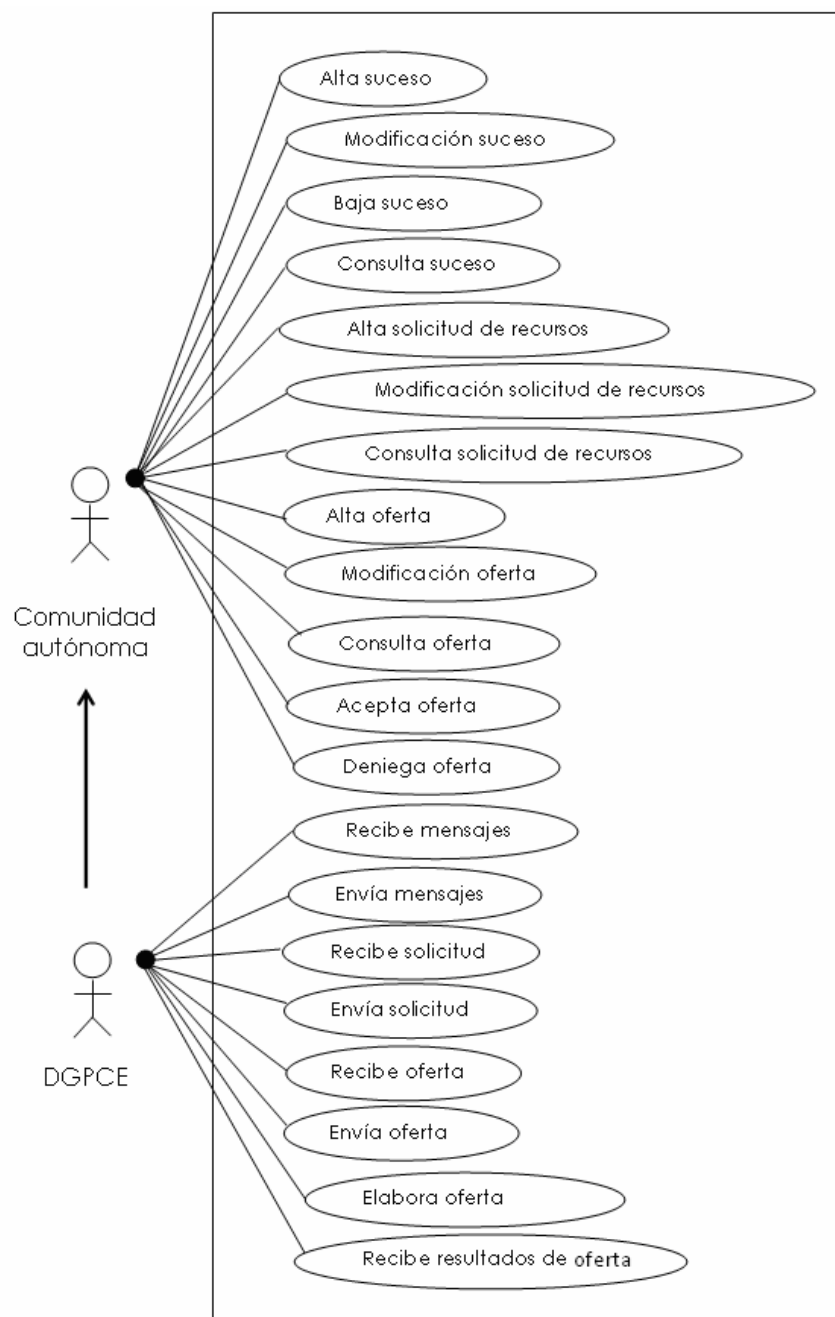 Alta suceso
Modificación suceso
Baja suceso
Consulta suceso
Alta solicitud de recursos
Modificación solicitud de recursos
Consulta solicitud de recursos
Alta oferta
Modificación oferta
Comunidad
autónoma
Consulta oferta
Acepta oferta
Deniega oferta
Recibe mensajes
Envía mensajes
Recibe solicitud
Envía solicitud
DGPCE
Recibe oferta
Envía oferta
Elabora oferta
Recibe resultados de oferta